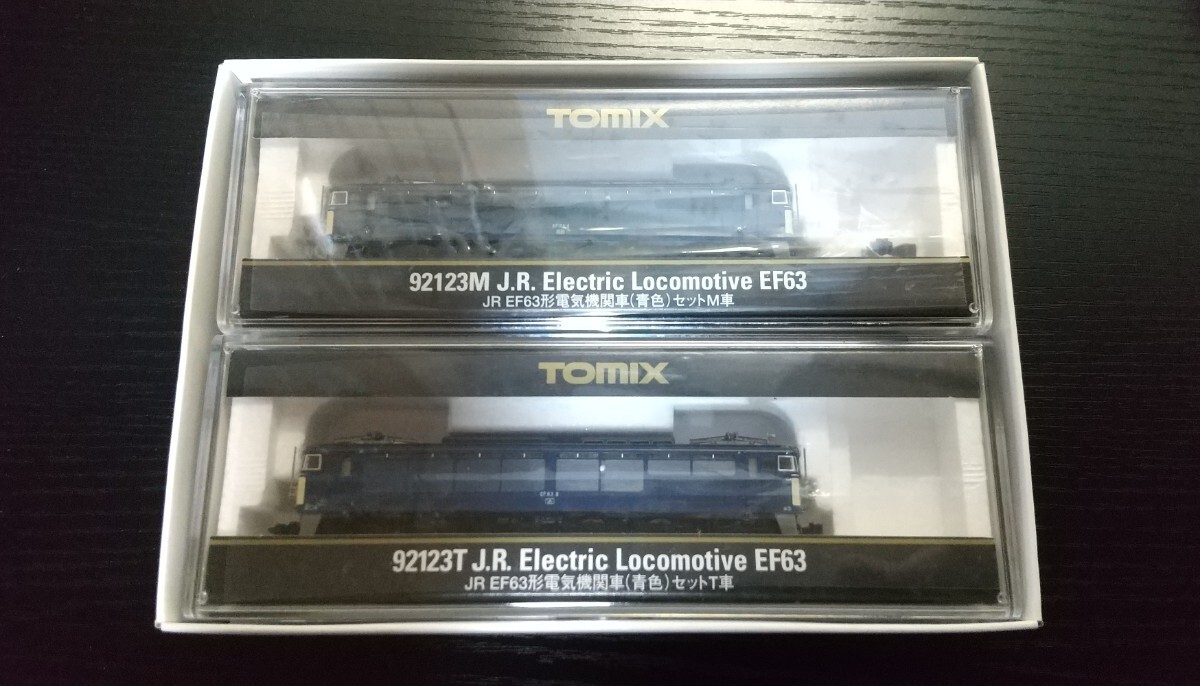 TOMIX
92123M J.R. Electric Locomotive EF63
JR EF63形電気機関車(青色)セットM車
TOMIX
92123T J.R. Electric Locomotive EF63
JR EF63形電気機関車(青色)セットT車